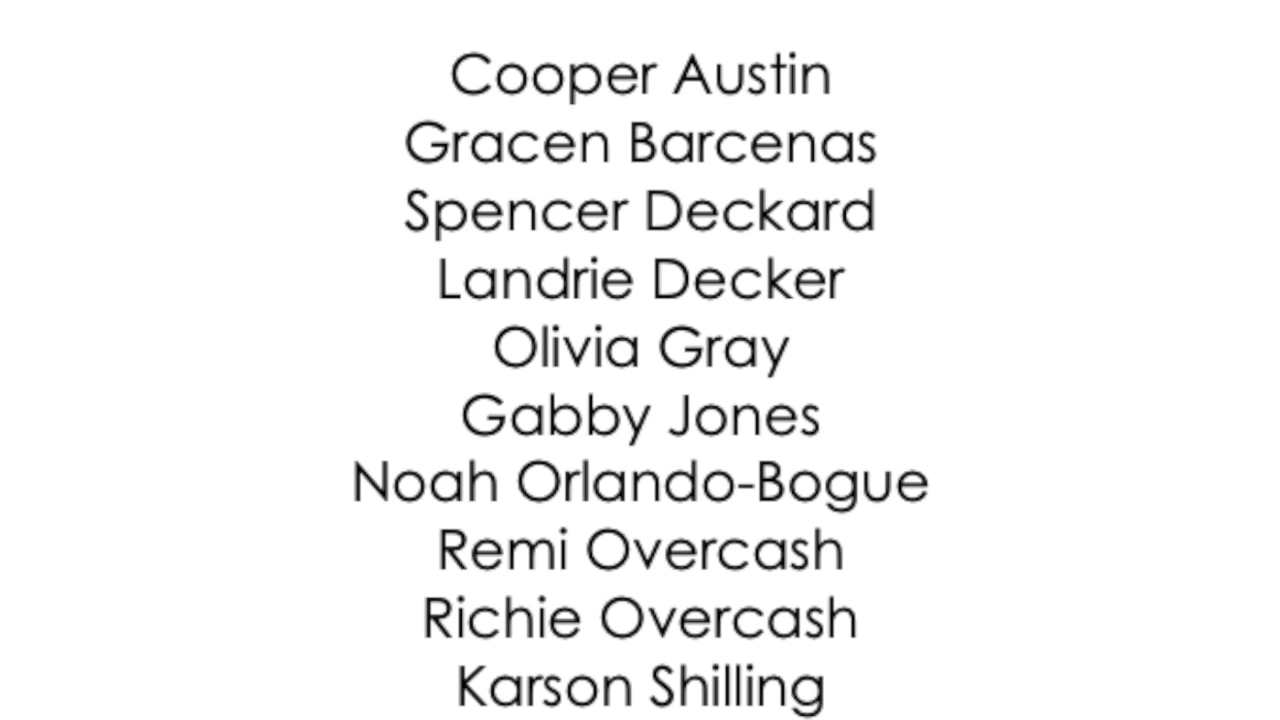 Cooper Austin
Gracen Barcenas
Spencer Deckard
Landrie Decker
Olivia Gray
Gabby Jones
Noah Orlando-Bogue
Remi Overcash
Richie Overcash
Karson Shilling